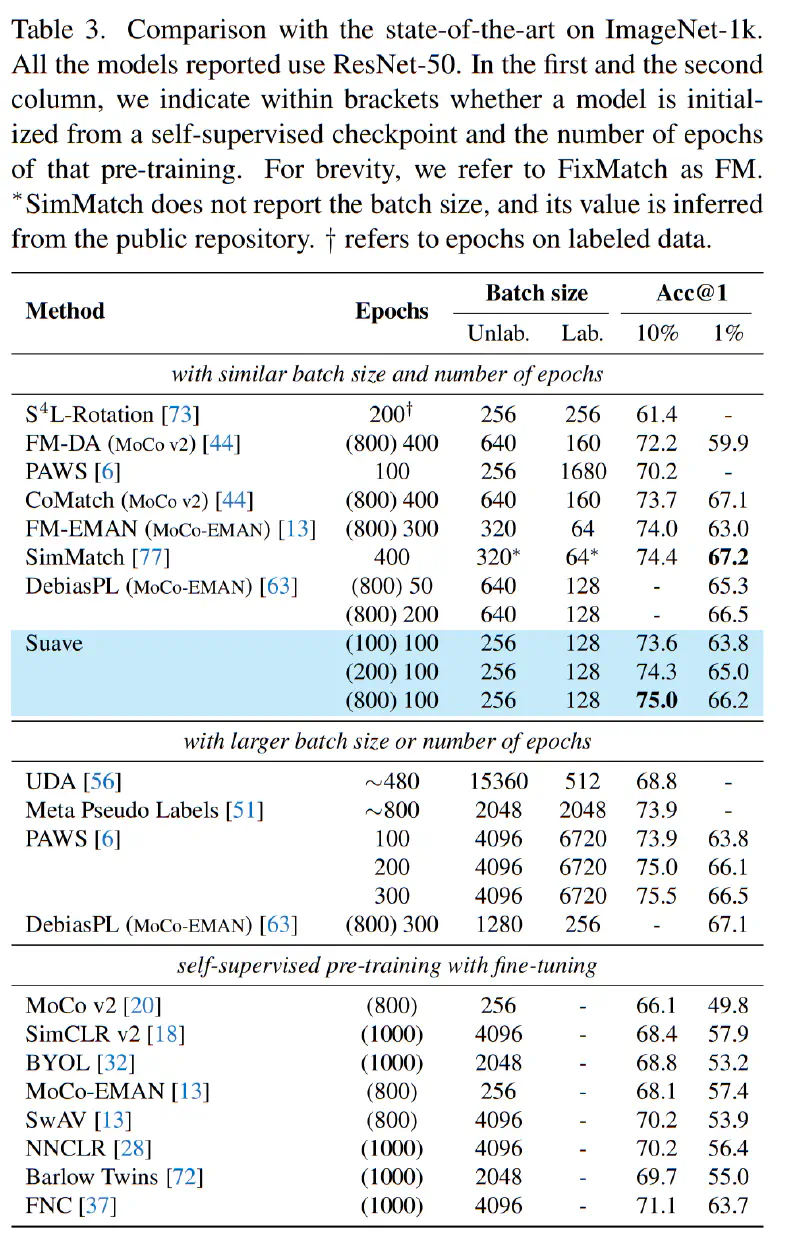 Table 3. Comparison with the state-of-the-art on ImageNet-1k.
All the models reported use ResNet-50. In the first and the second
column, we indicate within brackets whether a model is initial-
ized from a self-supervised checkpoint and the number of epochs
of that pre-training. For brevity, we refer to FixMatch as FM.
*SimMatch does not report the batch size, and its value is inferred
from the public repository. † refers to epochs on labeled data.
Method Epochs Batch size Acc@1
Unlab. Lab. 10% 1%
with similar batch size and number of epochs
S⁴L-Rotation [73] 200† 256 256 61.4 -
FM-DA (MoCo v2) [44] (800) 400 640 160 72.2 59.9
PAWS [6] 100 256 1680 70.2 -
CoMatch (MoCo v2) [44] (800) 400 640 160 73.7 67.1
FM-EMAN (MoCo-EMAN) [13] (800) 300 320 64 74.0 63.0
SimMatch [77] 400 320* 64* 74.4 67.2
DebiasPL (MoCo-EMAN) [63] (800) 50 640 128 - 65.3
(800) 200 640 128 - 66.5
Suave (100) 100 256 128 73.6 63.8
(200) 100 256 128 74.3 65.0
(800) 100 256 128 75.0 66.2
with larger batch size or number of epochs
UDA [56] ~480 15360 512 68.8 -
Meta Pseudo Labels [51] ~800 2048 2048 73.9 -
PAWS [6] 100 4096 6720 73.9 63.8
200 4096 6720 75.0 66.1
300 4096 6720 75.5 66.5
DebiasPL (MoCo-EMAN) [63] (800) 300 1280 256 - 67.1
self-supervised pre-training with fine-tuning
MoCo v2 [20] (800) 256 - 66.1 49.8
SimCLR v2 [18] (1000) 4096 - 68.4 57.9
BYOL [32] (1000) 2048 - 68.8 53.2
MoCo-EMAN [13] (800) 256 - 68.1 57.4
SwAV [13] (800) 4096 - 70.2 53.9
NNCLR [28] (1000) 4096 - 70.2 56.4
Barlow Twins [72] (1000) 2048 - 69.7 55.0
FNC [37] (1000) 4096 - 71.1 63.7